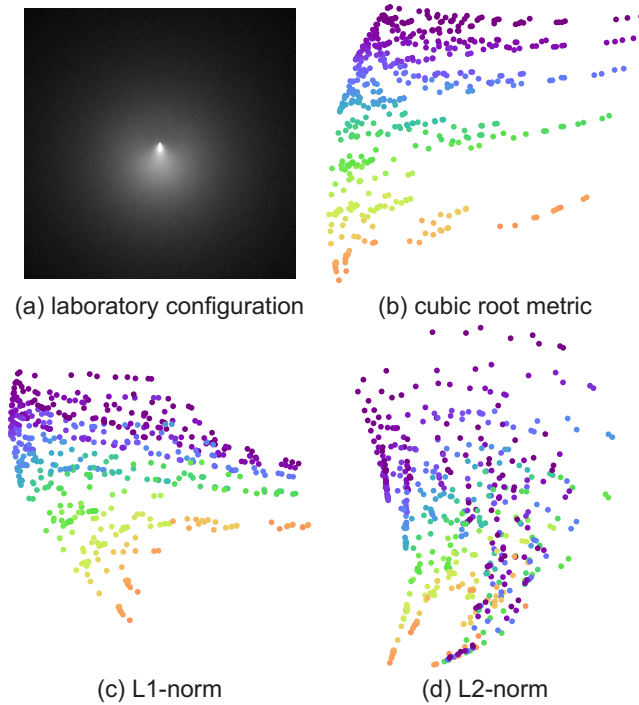 (a) laboratory configuration
(b) cubic root metric
(c) L1-norm
(d) L2-norm